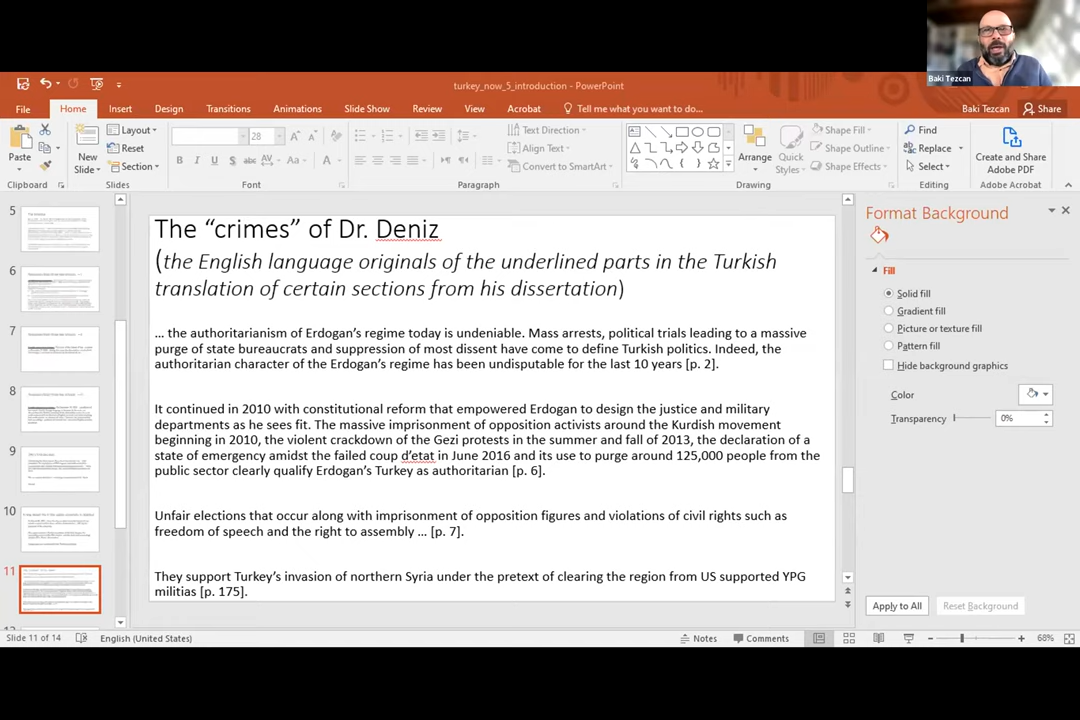 Baki Tezcan
turkey_now_5_introduction - PowerPoint
File Home Insert Design Transitions Animations Slide Show Review View Acrobat Tell me what you want to do... Baki Tezcan Share
Paste
New Slide
Layout
Reset
Section
28
B I U S abc AV Aa A
Text Direction
Align Text
Convert to SmartArt
Arrange
Quick Styles
Shape Fill
Shape Outline
Shape Effects
Find
Replace
Select
Create and Share Adobe PDF
Clipboard Slides Font Paragraph Drawing Editing Adobe Acrobat
5
6
7
8
9
10
11
The “crimes” of Dr. Deniz
(the English language originals of the underlined parts in the Turkish
translation of certain sections from his dissertation)
... the authoritarianism of Erdogan’s regime today is undeniable. Mass arrests, political trials leading to a massive
purge of state bureaucrats and suppression of most dissent have come to define Turkish politics. Indeed, the
authoritarian character of the Erdogan’s regime has been undisputable for the last 10 years [p. 2].
It continued in 2010 with constitutional reform that empowered Erdogan to design the justice and military
departments as he sees fit. The massive imprisonment of opposition activists around the Kurdish movement
beginning in 2010, the violent crackdown of the Gezi protests in the summer and fall of 2013, the declaration of a
state of emergency amidst the failed coup d’etat in June 2016 and its use to purge around 125,000 people from the
public sector clearly qualify Erdogan’s Turkey as authoritarian [p. 6].
Unfair elections that occur along with imprisonment of opposition figures and violations of civil rights such as
freedom of speech and the right to assembly ... [p. 7].
They support Turkey’s invasion of northern Syria under the pretext of clearing the region from US supported YPG
militias [p. 175].
Format Background
Fill
Solid fill
Gradient fill
Picture or texture fill
Pattern fill
Hide background graphics
Color
Transparency 0%
Apply to All Reset Background
Slide 11 of 14 English (United States) Notes Comments 68%